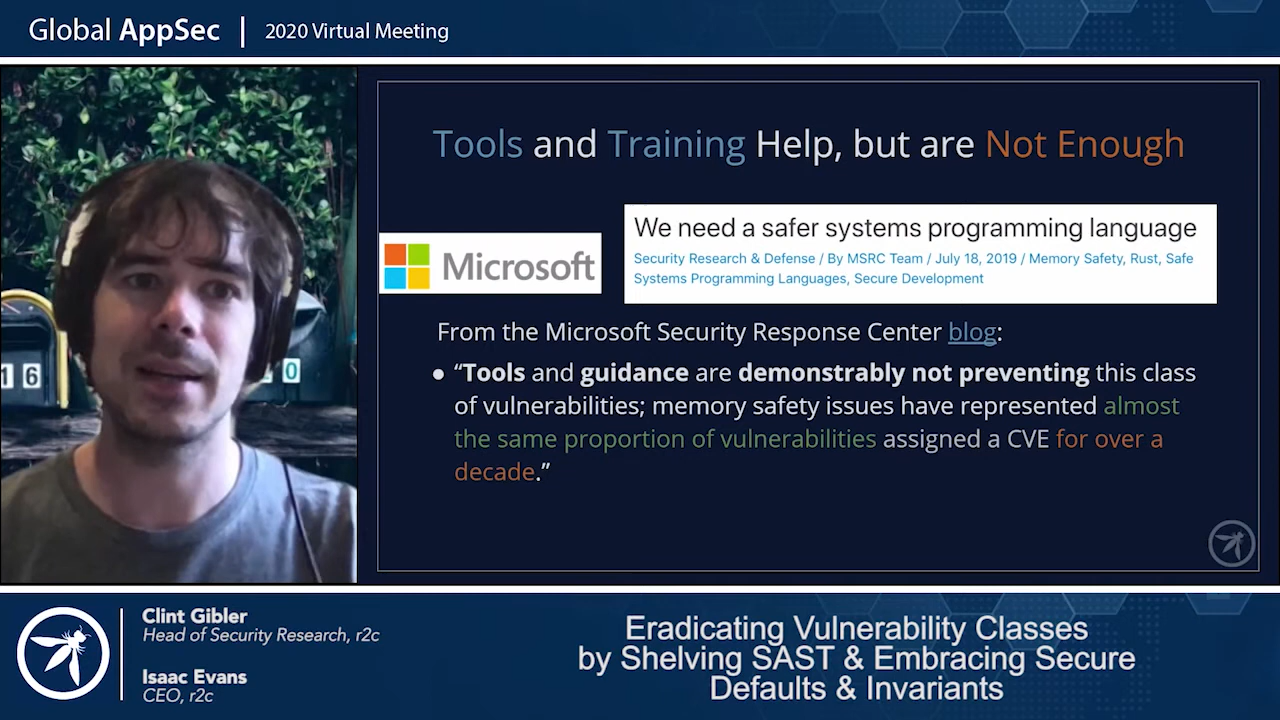 Global AppSec | 2020 Virtual Meeting
Tools and Training Help, but are Not Enough
Microsoft
We need a safer systems programming language
Security Research & Defense / By MSRC Team / July 18, 2019 / Memory Safety, Rust, Safe
Systems Programming Languages, Secure Development
From the Microsoft Security Response Center blog:
● “Tools and guidance are demonstrably not preventing this class
of vulnerabilities; memory safety issues have represented almost
the same proportion of vulnerabilities assigned a CVE for over a
decade.”
16
0
Clint Gibler
Head of Security Research, r2c
Isaac Evans
CEO, r2c
Eradicating Vulnerability Classes
by Shelving SAST & Embracing Secure
Defaults & Invariants